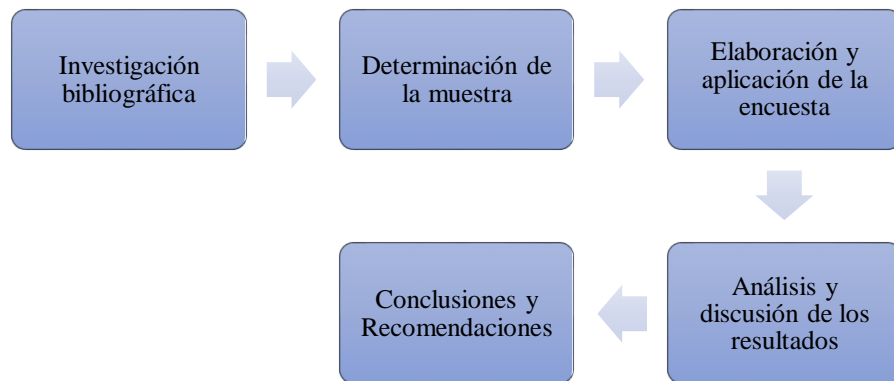 Investigación
bibliográfica
Determinación de
la muestra
Elaboración y
aplicación de la
encuesta
Análisis y
discusión de los
resultados
Conclusiones y
Recomendaciones